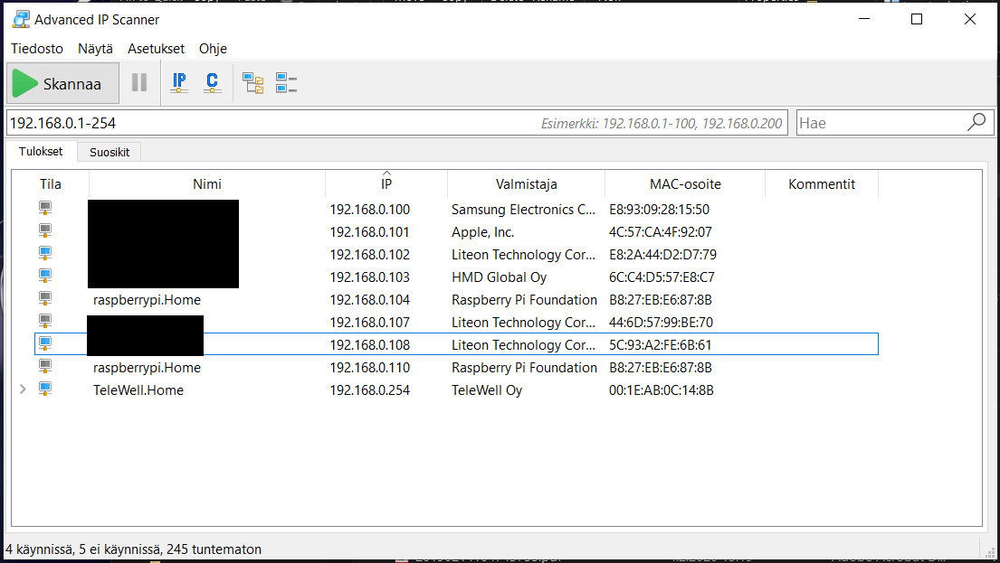 Advanced IP Scanner
Tiedosto Näytä Asetukset Ohje
Skannaa IP C
192.168.0.1-254 Esimerkki: 192.168.0.1-100, 192.168.0.200 Hae
Tulokset Suosikit
Tila Nimi IP Valmistaja MAC-osoite Kommentit
192.168.0.100 Samsung Electronics C... E8:93:09:28:15:50
192.168.0.101 Apple, Inc. 4C:57:CA:4F:92:07
192.168.0.102 Liteon Technology Cor... E8:2A:44:D2:D7:79
192.168.0.103 HMD Global Oy 6C:C4:D5:57:E8:C7
raspberrypi.Home 192.168.0.104 Raspberry Pi Foundation B8:27:EB:E6:87:8B
192.168.0.107 Liteon Technology Cor... 44:6D:57:99:BE:70
192.168.0.108 Liteon Technology Cor... 5C:93:A2:FE:6B:61
raspberrypi.Home 192.168.0.110 Raspberry Pi Foundation B8:27:EB:E6:87:8B
TeleWell.Home 192.168.0.254 TeleWell Oy 00:1E:AB:0C:14:8B
4 käynnissä, 5 ei käynnissä, 245 tuntematon